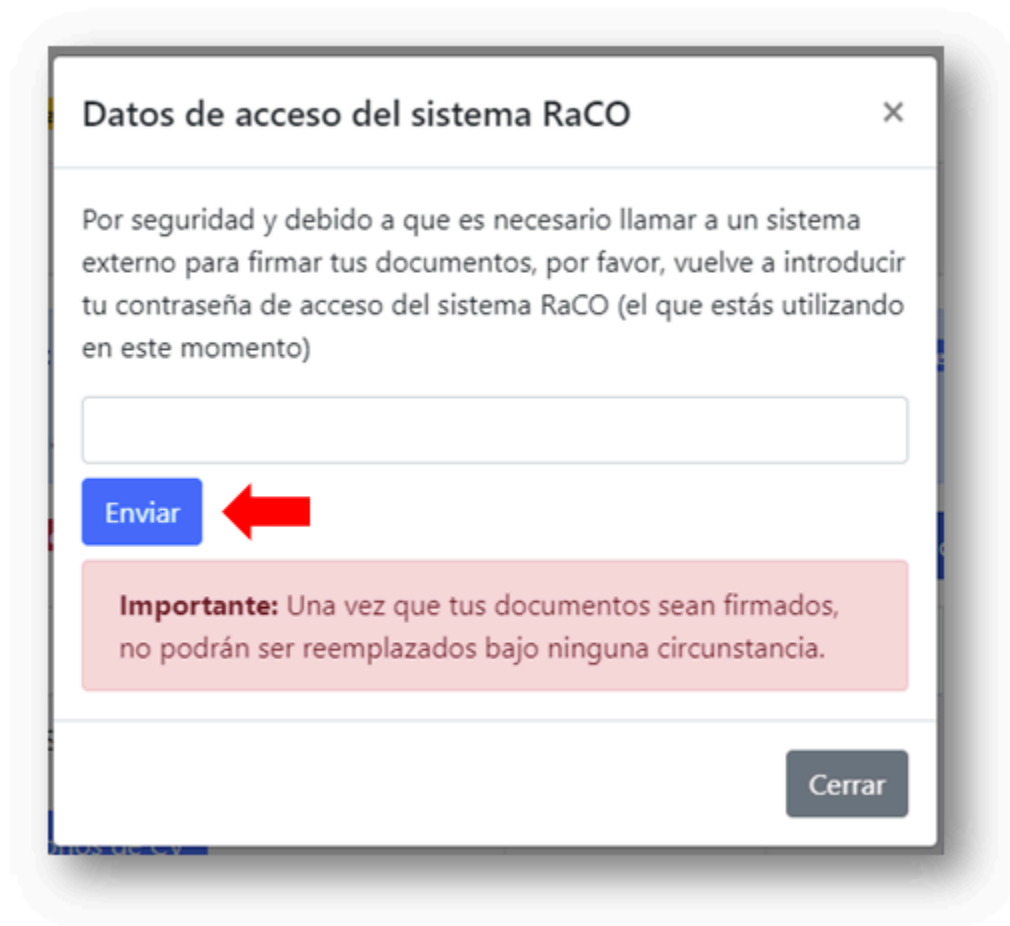 Datos de acceso del sistema RaCO
×
Por seguridad y debido a que es necesario llamar a un sistema
externo para firmar tus documentos, por favor, vuelve a introducir
tu contraseña de acceso del sistema RaCO (el que estás utilizando
en este momento)
Enviar
Importante: Una vez que tus documentos sean firmados,
no podrán ser reemplazados bajo ninguna circunstancia.
Cerrar